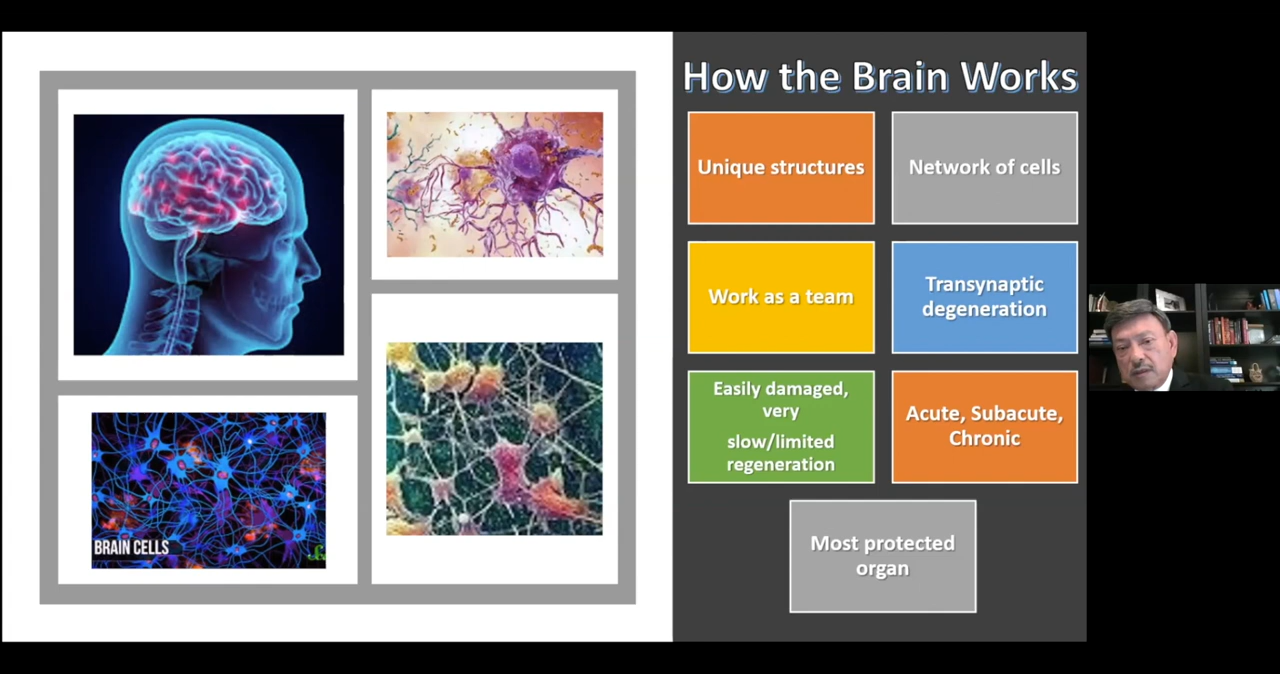 How the Brain Works
Unique structures
Network of cells
Work as a team
Transynaptic
degeneration
Easily damaged,
very
slow/limited
regeneration
Acute, Subacute,
Chronic
Most protected
organ
BRAIN CELLS